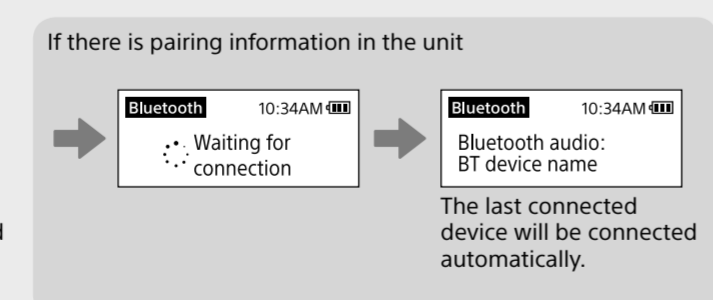 If there is pairing information in the unit
Bluetooth 10:34AM
Waiting for
connection
Bluetooth 10:34AM
Bluetooth audio:
BT device name
The last connected
device will be connected
automatically.